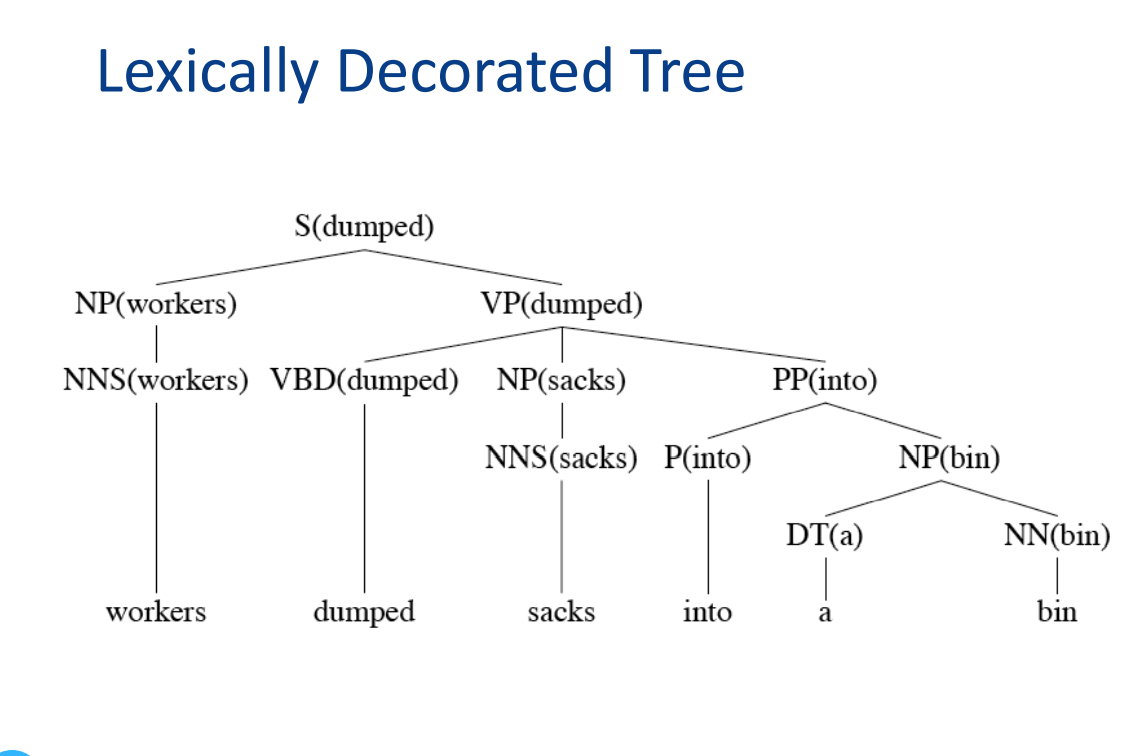 Lexically Decorated Tree
S(dumped)
NP(workers) VP(dumped)
NNS(workers) VBD(dumped) NP(sacks) PP(into)
NNS(sacks) P(into) NP(bin)
DT(a) NN(bin)
workers dumped sacks into a bin